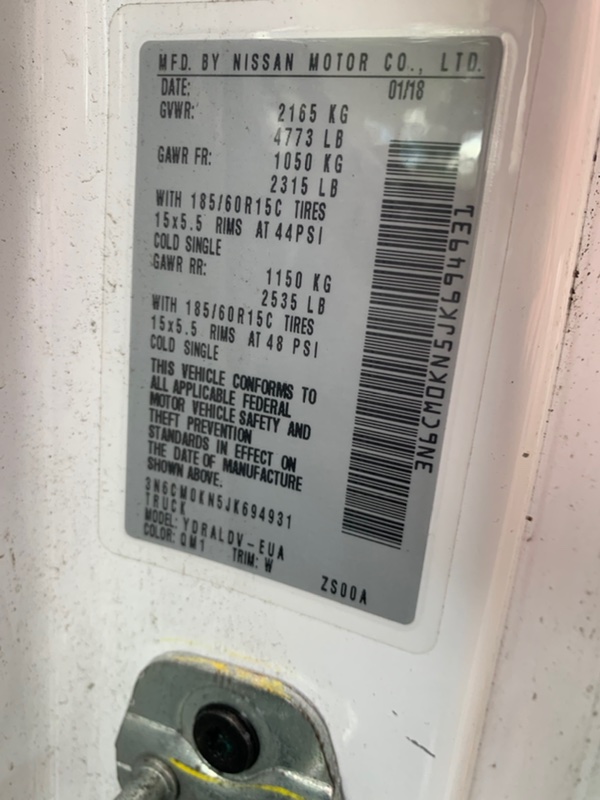 MFD. BY NISSAN MOTOR CO., LTD.
DATE: 01/18
GVWR: 2165 KG
4773 LB
GAWR FR: 1050 KG
2315 LB
WITH 185/60R15C TIRES
15x5.5 RIMS AT 44PSI
COLD SINGLE
GAWR RR: 1150 KG
2535 LB
WITH 185/60R15C TIRES
15x5.5 RIMS AT 48 PSI
COLD SINGLE
THIS VEHICLE CONFORMS TO
ALL APPLICABLE FEDERAL
MOTOR VEHICLE SAFETY AND
THEFT PREVENTION
STANDARDS IN EFFECT ON
THE DATE OF MANUFACTURE
SHOWN ABOVE.
3N6CM0KN5JK694931
TRUCK
MODEL: YDRALDV-EUA
COLOR: QM1 TRIM: W
ZS00A
3N6CM0KN5JK694931